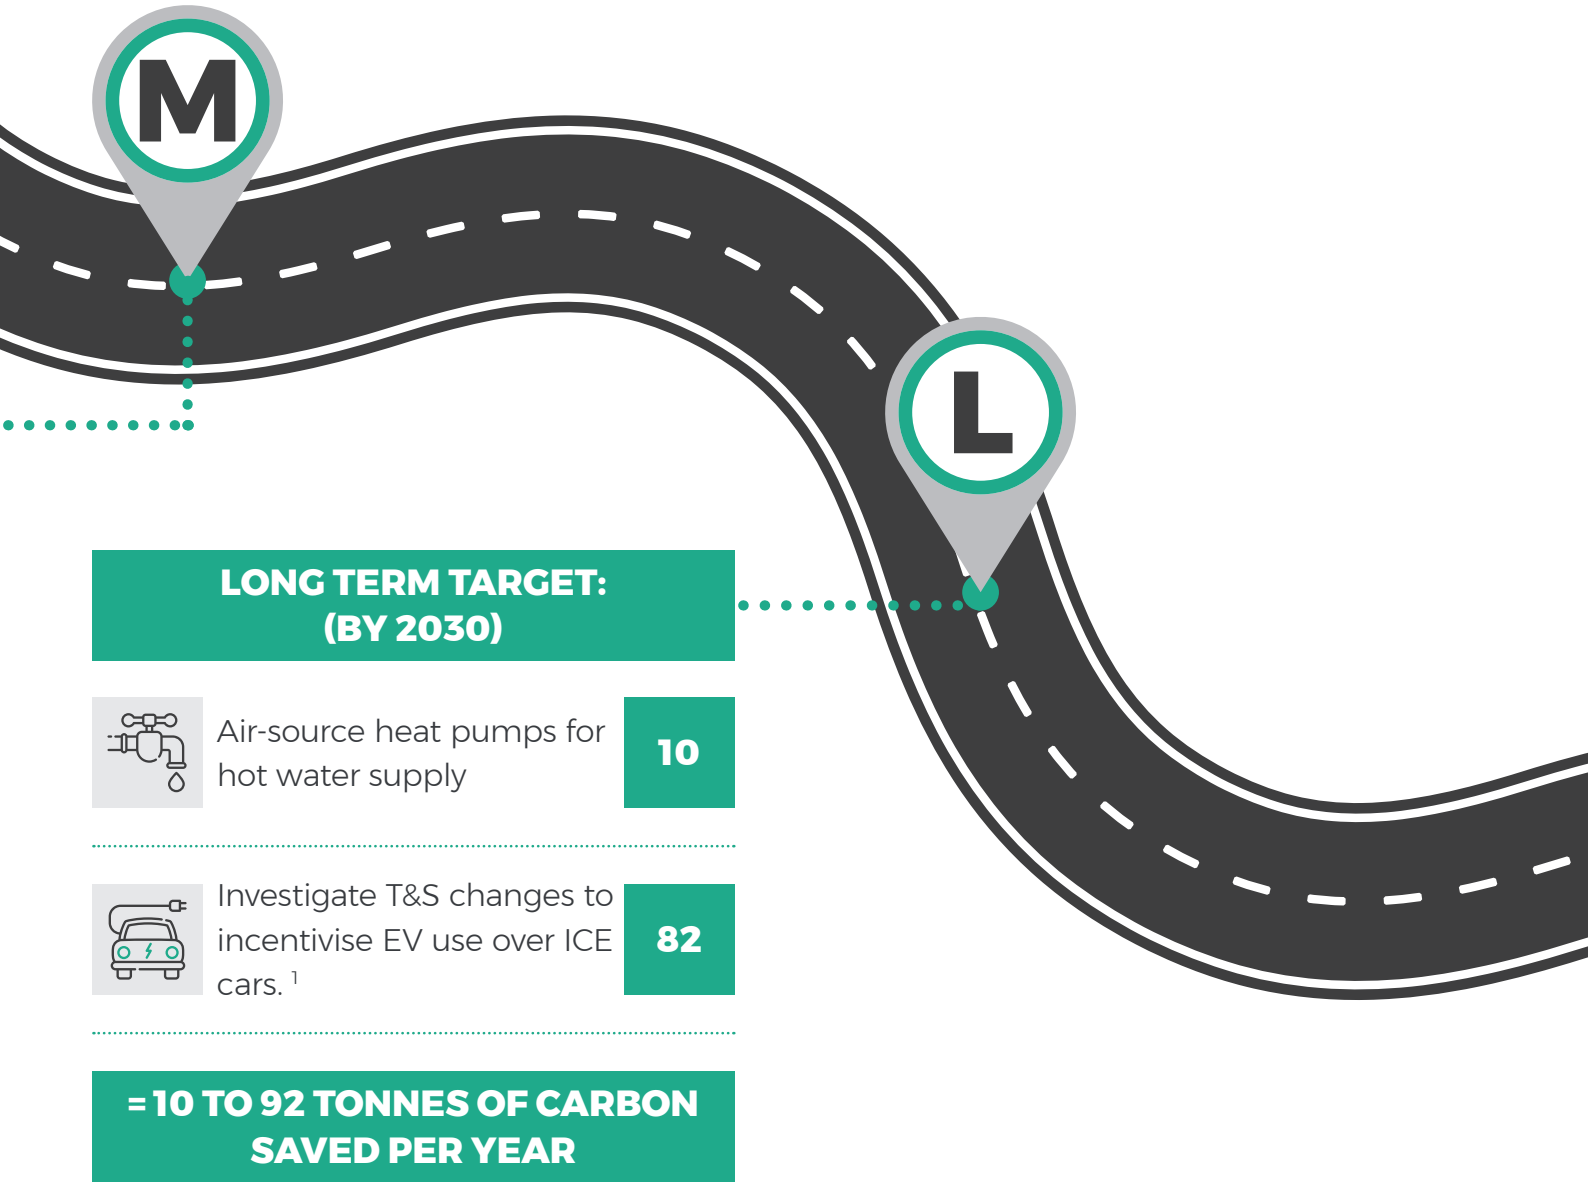 M
L
LONG TERM TARGET:
(BY 2030)
Air-source heat pumps for
hot water supply
10
Investigate T&S changes to
incentivise EV use over ICE
cars. 1
82
= 10 TO 92 TONNES OF CARBON
SAVED PER YEAR